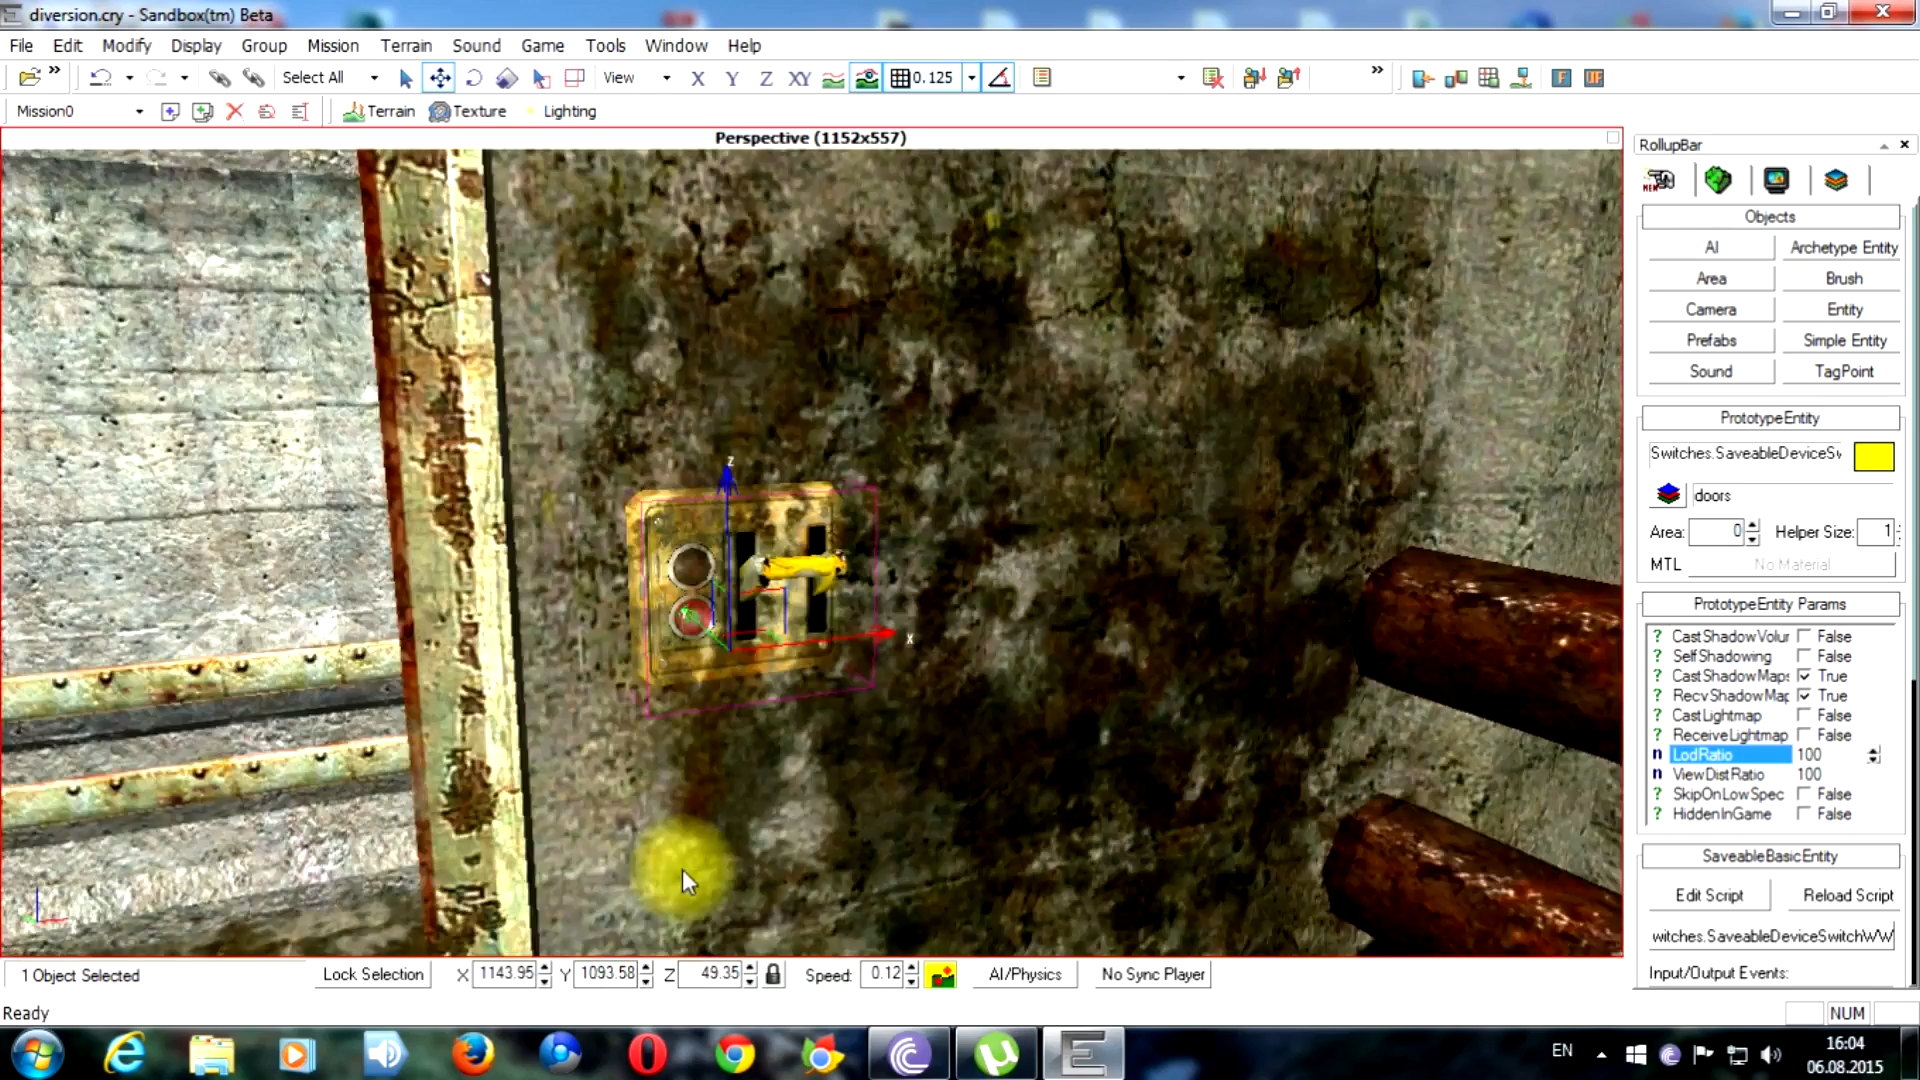 diversion.cry - Sandbox(tm) Beta
File Edit Modify Display Group Mission Terrain Sound Game Tools Window Help
Select All View X Y Z XY 0.125
Mission0 Terrain Texture Lighting
Perspective (1152x557)
RollupBar
Objects
AI Archetype Entity
Area Brush
Camera Entity
Prefabs Simple Entity
Sound TagPoint
PrototypeEntity
Switches.SaveableDeviceSw
doors
Area: 0 Helper Size: 1
MTL No Material
PrototypeEntity Params
? CastShadowVolur False
? SelfShadowing False
? CastShadowMaps True
? RecvShadowMap True
? CastLightmap False
? ReceiveLightmap False
n LodRatio 100
n ViewDistRatio 100
? SkipOnLowSpec False
? HiddenInGame False
SaveableBasicEntity
Edit Script Reload Script
witches.SaveableDeviceSwitchWW
Input/Output Events:
z
x
1 Object Selected Lock Selection X 1143.95 Y 1093.58 Z 49.35 Speed: 0.12 AI/Physics No Sync Player
Ready NUM
EN 16:04
06.08.2015